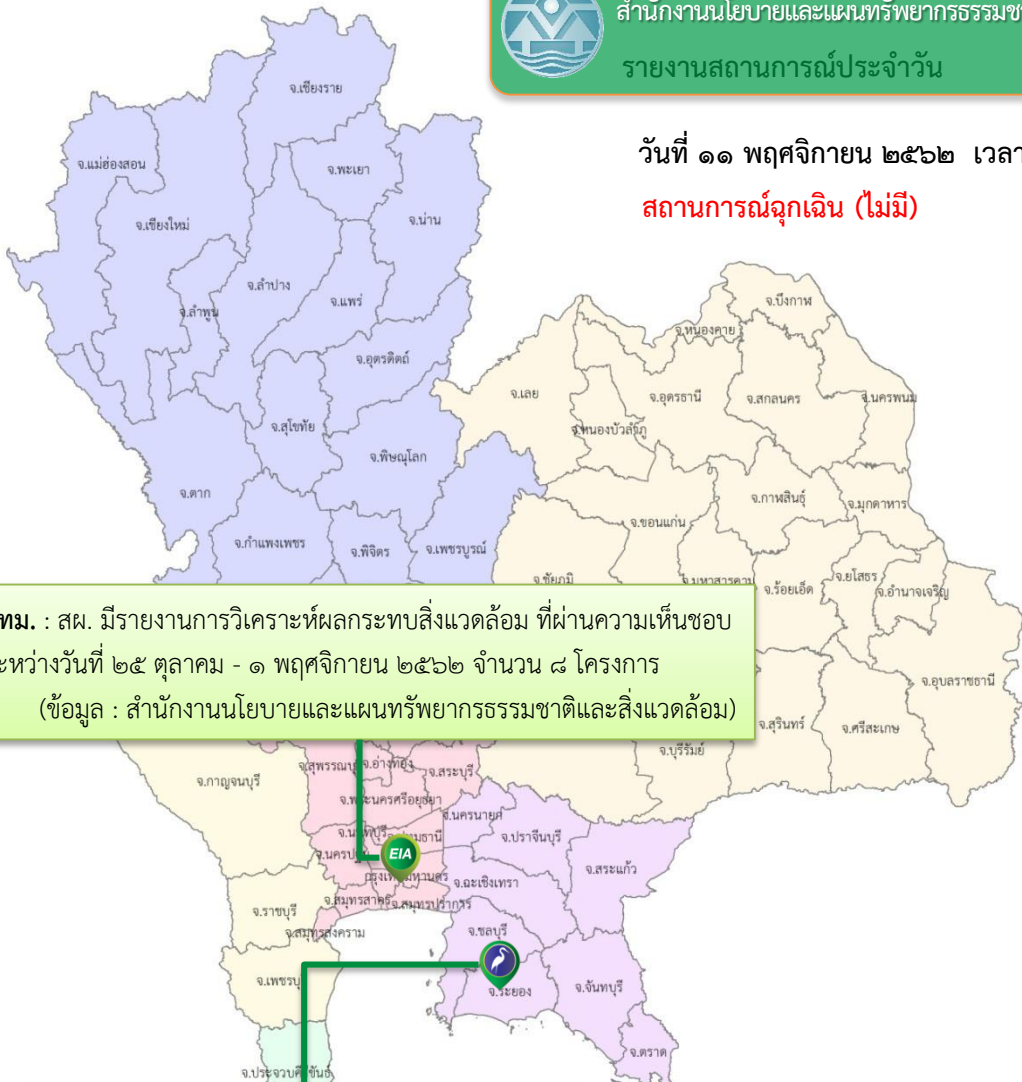 สำนักงานนโยบายและแผนทรัพยากรธรรมช
รายงานสถานการณ์ประจำวัน
วันที่ ๑๑ พฤศจิกายน ๒๕๖๒ เวลา
สถานการณ์ฉุกเฉิน (ไม่มี)
จ.เชียงราย
จ.แม่ฮ่องสอน
จ.พะเยา
จ.เชียงใหม่
จ.น่าน
จ.ลำปาง
จ.แพร่
จ.ลำพูน
จ.บึงกาฬ
จ.หนองคาย
จ.อุตรดิตถ์
จ.เลย
จ.อุดรธานี
จ.สกลนคร
จ.นครพนม
จ.สุโขทัย
จ.หนองบัวลำภู
จ.พิษณุโลก
จ.ตาก
จ.กาฬสินธุ์
จ.มุกดาหาร
จ.ขอนแก่น
จ.กำแพงเพชร
จ.พิจิตร
จ.เพชรบูรณ์
จ.ชัยภูมิ
จ.มหาสารคาม
จ.ร้อยเอ็ด
จ.ยโสธร
จ.อำนาจเจริญ
ทม. : สผ. มีรายงานการวิเคราะห์ผลกระทบสิ่งแวดล้อม ที่ผ่านความเห็นชอบ
ะหว่างวันที่ ๒๕ ตุลาคม - ๑ พฤศจิกายน ๒๕๖๒ จำนวน ๘ โครงการ
(ข้อมูล : สำนักงานนโยบายและแผนทรัพยากรธรรมชาติและสิ่งแวดล้อม)
จ.อุบลราชธานี
จ.สุรินทร์
จ.ศรีสะเกษ
จ.บุรีรัมย์
จ.กาญจนบุรี
จ.สุพรรณบุรี
จ.อ่างทอง
จ.สระบุรี
จ.พระนครศรีอยุธยา
จ.นครนายก
จ.ปราจีนบุรี
จ.สระแก้ว
EIA
จ.ฉะเชิงเทรา
จ.ราชบุรี
จ.สมุทรสาคร
จ.สมุทรปราการ
จ.สมุทรสงคราม
จ.ชลบุรี
จ.ระยอง
จ.จันทบุรี
จ.ตราด